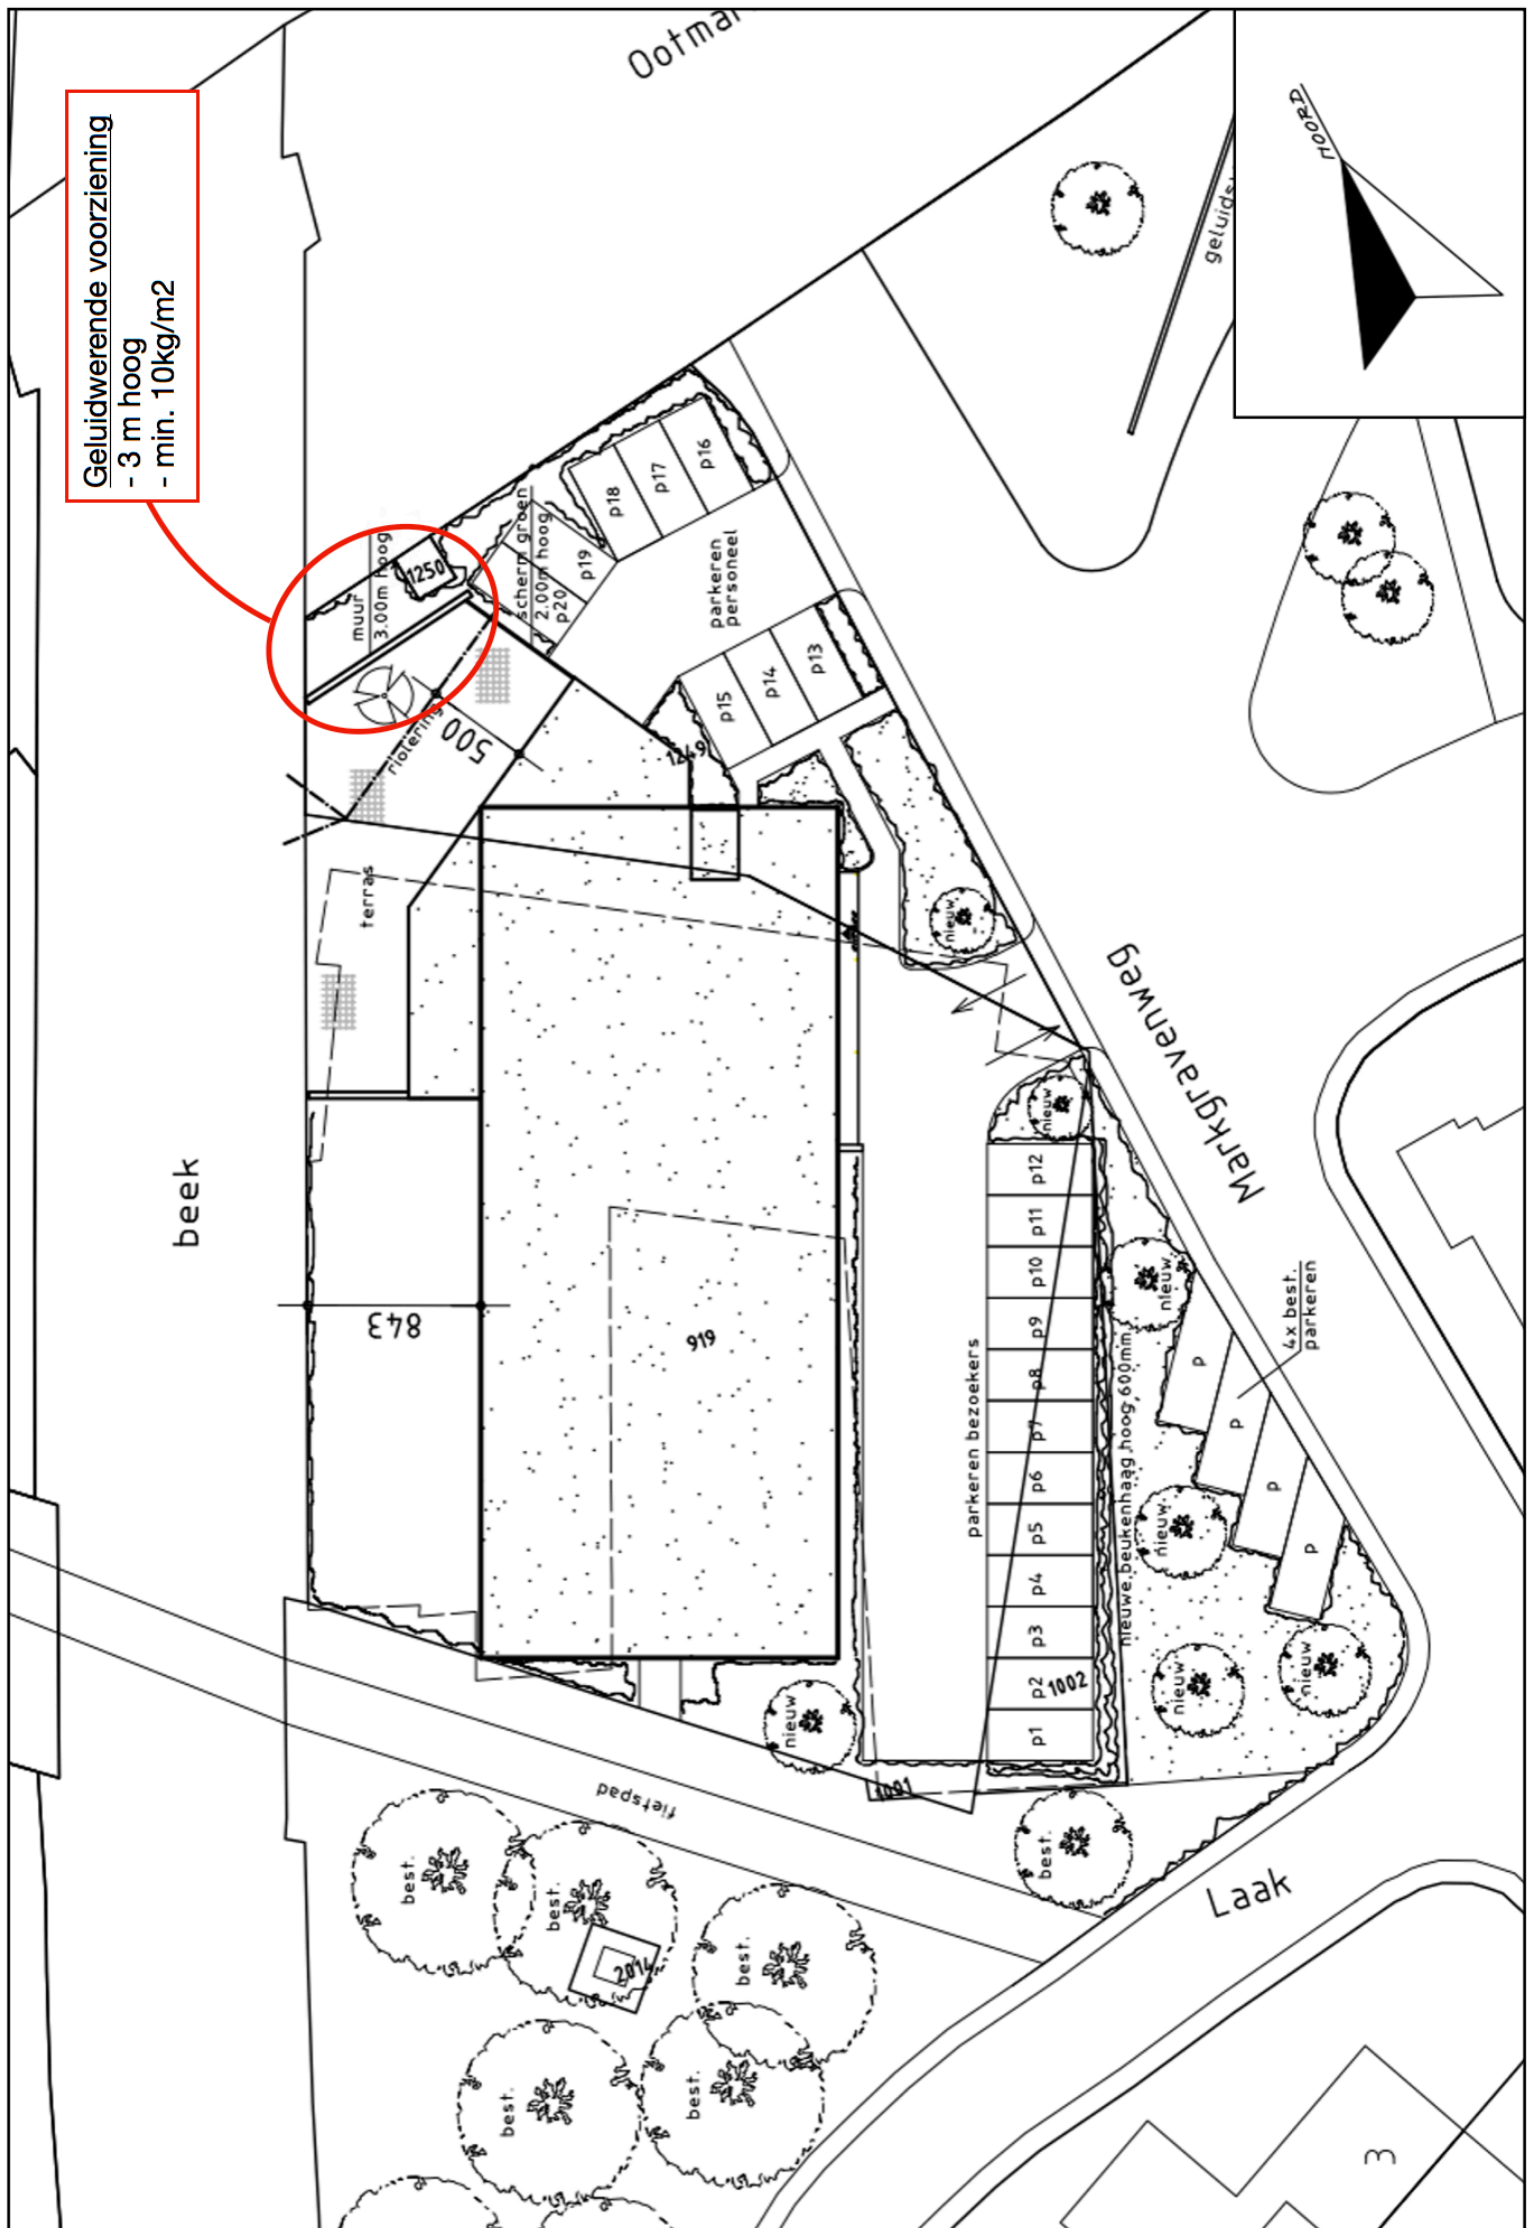 Geluidwerende voorziening
- 3 m hoog
- min. 10kg/m2
NOORD
muur
3.00m hoog
1250
scherm groen
2.00m hoog
p20
p19
p18
p17
p16
parkeren
personeel
p15
p14
p13
riolering
500
1249
terras
nieuw
Markgravenweg
beek
843
919
parkeren bezoekers
nieuw
p12
p11
p10
p9
p8
p7
p6
p5
p4
p3
p2
p1
1002
nieuwe beukenhaag hoog 600mm
nieuw
4x best.
parkeren
p
p
p
p
nieuw
nieuw
nieuw
nieuw
1001
fietspad
best.
best.
best.
best.
best.
best.
2014
Laak
3